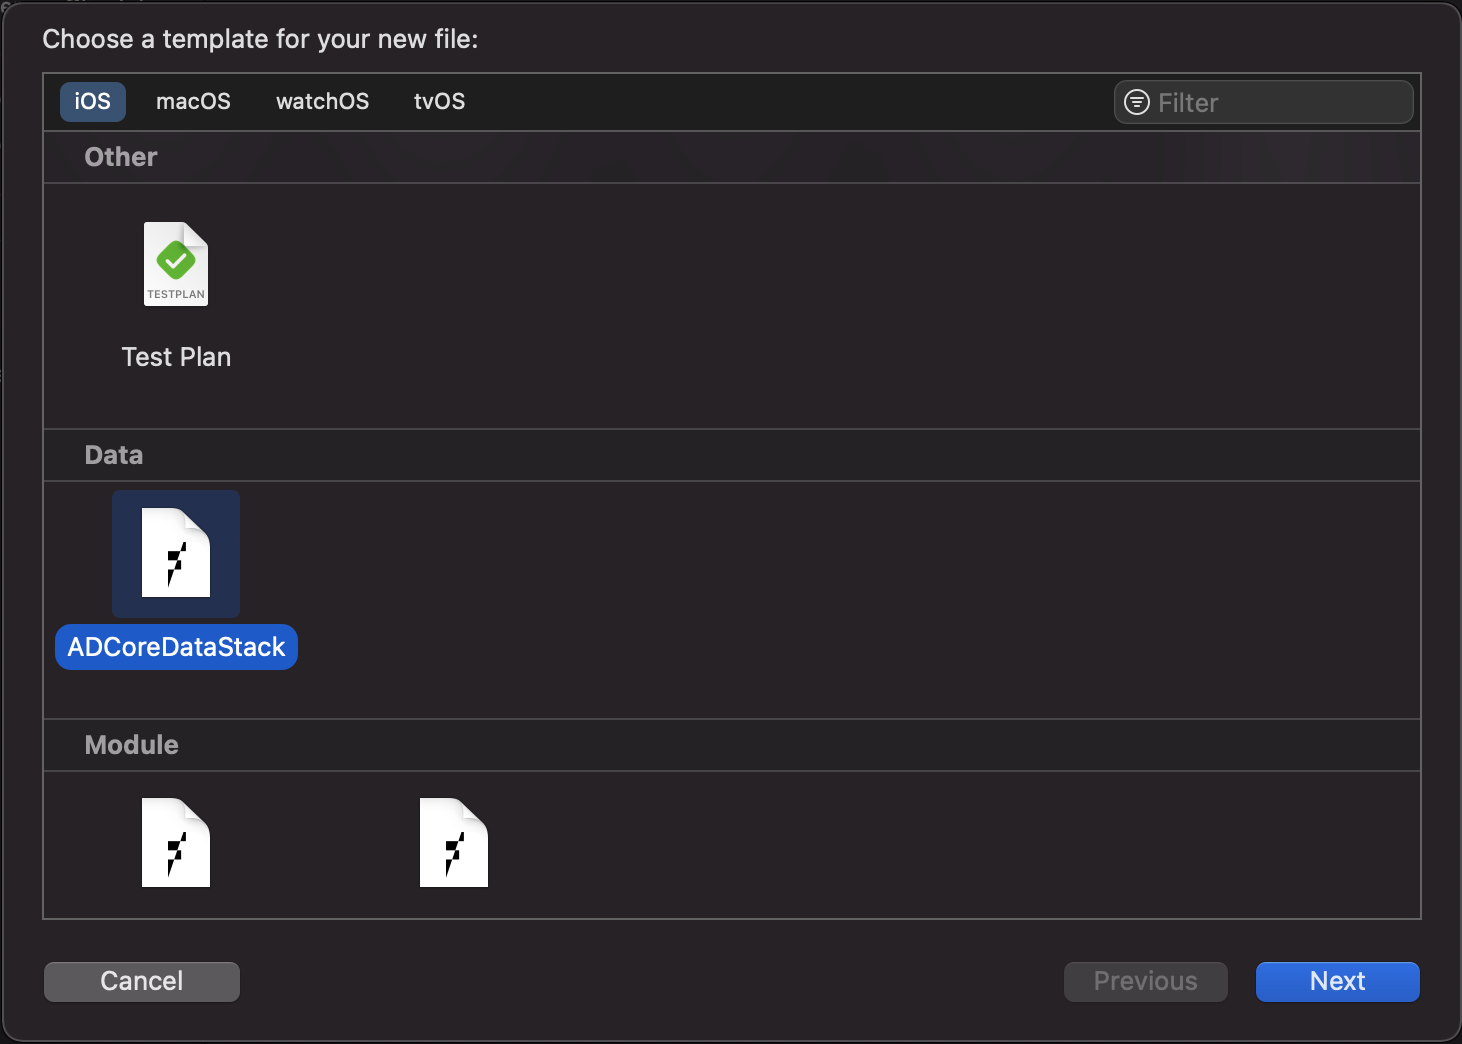 Choose a template for your new file:
iOS macOS watchOS tvOS Filter
Other
TESTPLAN
Test Plan
Data
ADCoreDataStack
Module
Cancel Previous Next